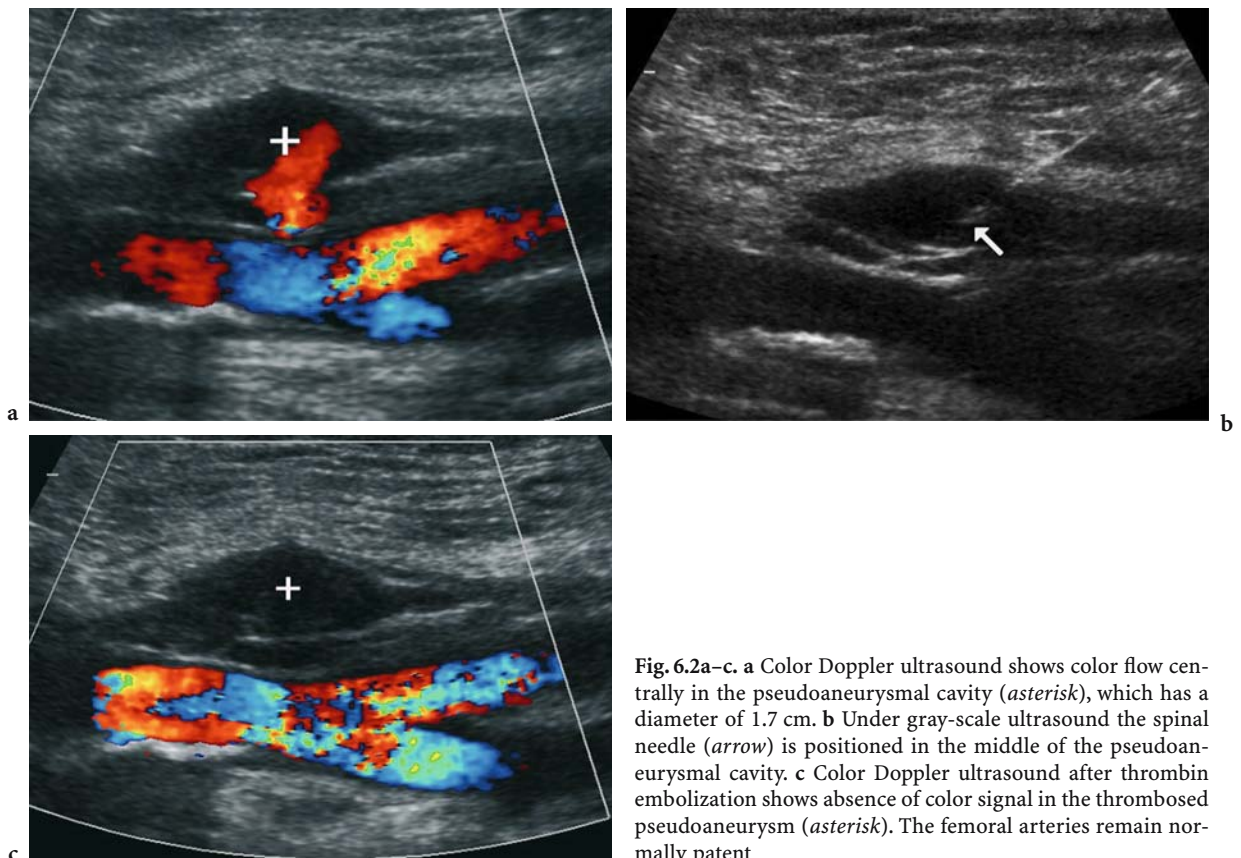 a
b
c
Fig. 6.2a–c. a Color Doppler ultrasound shows color flow cen-
trally in the pseudoaneurysmal cavity (asterisk), which has a
diameter of 1.7 cm. b Under gray-scale ultrasound the spinal
needle (arrow) is positioned in the middle of the pseudoan-
eurysmal cavity. c Color Doppler ultrasound after thrombin
embolization shows absence of color signal in the thrombosed
pseudoaneurysm (asterisk). The femoral arteries remain nor-
mally patent